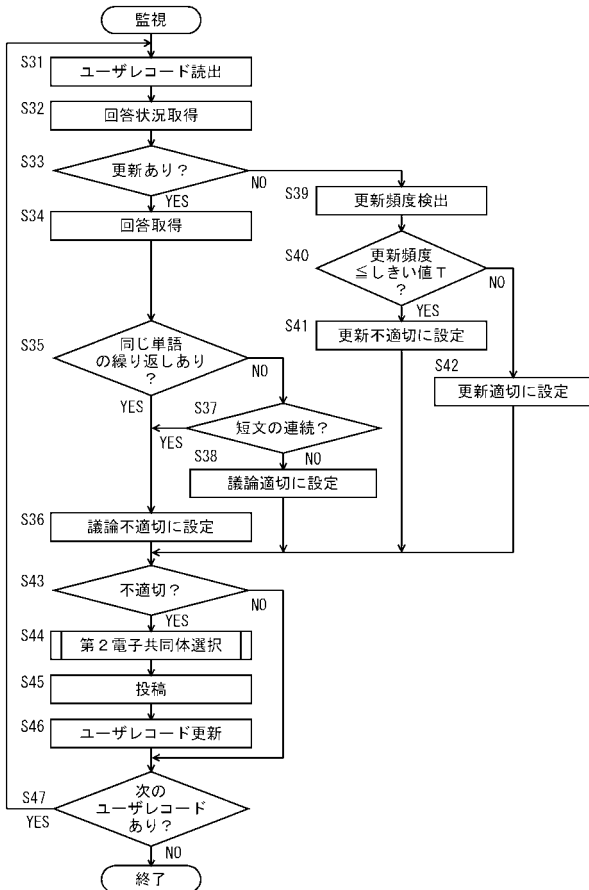 監視
S31
ユーザレコード読出
S32
回答状況取得
S33
更新あり？
NO
YES
S34
回答取得
S39
更新頻度検出
S40
更新頻度
≦しきい値T
？
NO
YES
S41
更新不適切に設定
S42
更新適切に設定
S35
同じ単語
の繰り返しあり
？
NO
YES
S37
短文の連続？
YES
NO
S38
議論適切に設定
S36
議論不適切に設定
S43
不適切？
NO
YES
S44
第２電子共同体選択
S45
投稿
S46
ユーザレコード更新
S47
次の
ユーザレコード
あり？
YES
NO
終了